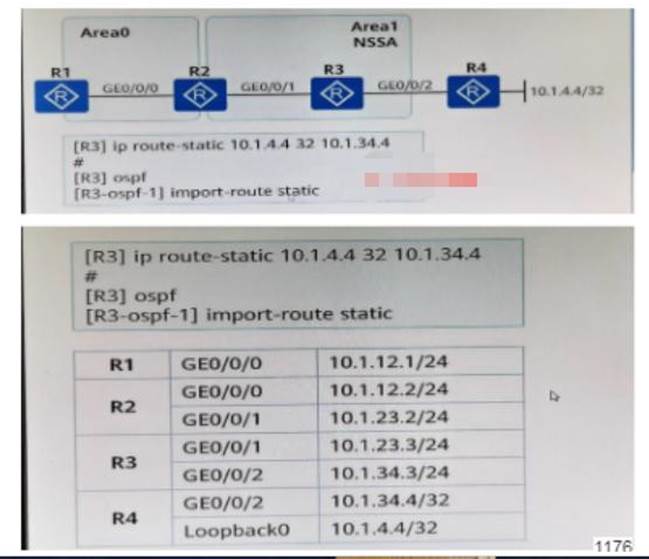 Area0
Area1
NSSA
R1
R2
R3
R4
GE0/0/0
GE0/0/1
GE0/0/2
10.1.4.4/32
[R3] ip route-static 10.1.4.4 32 10.1.34.4
#
[R3] ospf
[R3-ospf-1] import-route static
[R3] ip route-static 10.1.4.4 32 10.1.34.4
#
[R3] ospf
[R3-ospf-1] import-route static
R1 GE0/0/0 10.1.12.1/24
R2 GE0/0/0 10.1.12.2/24
GE0/0/1 10.1.23.2/24
R3 GE0/0/1 10.1.23.3/24
GE0/0/2 10.1.34.3/24
R4 GE0/0/2 10.1.34.4/32
Loopback0 10.1.4.4/32
1176